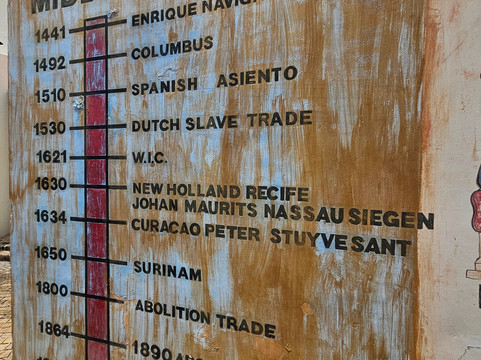 1441 ENRIQUE
1492 COLUMBUS
1510 SPANISH ASIENTO
1530 DUTCH SLAVE TRADE
1621 W.I.C.
1630 NEW HOLLAND RECIFE
JOHAN MAURITS NASSAU SIEGEN
1634 CURACAO PETER STUYVESANT
1650 SURINAM
1800 ABOLITION TRADE
1864 1890